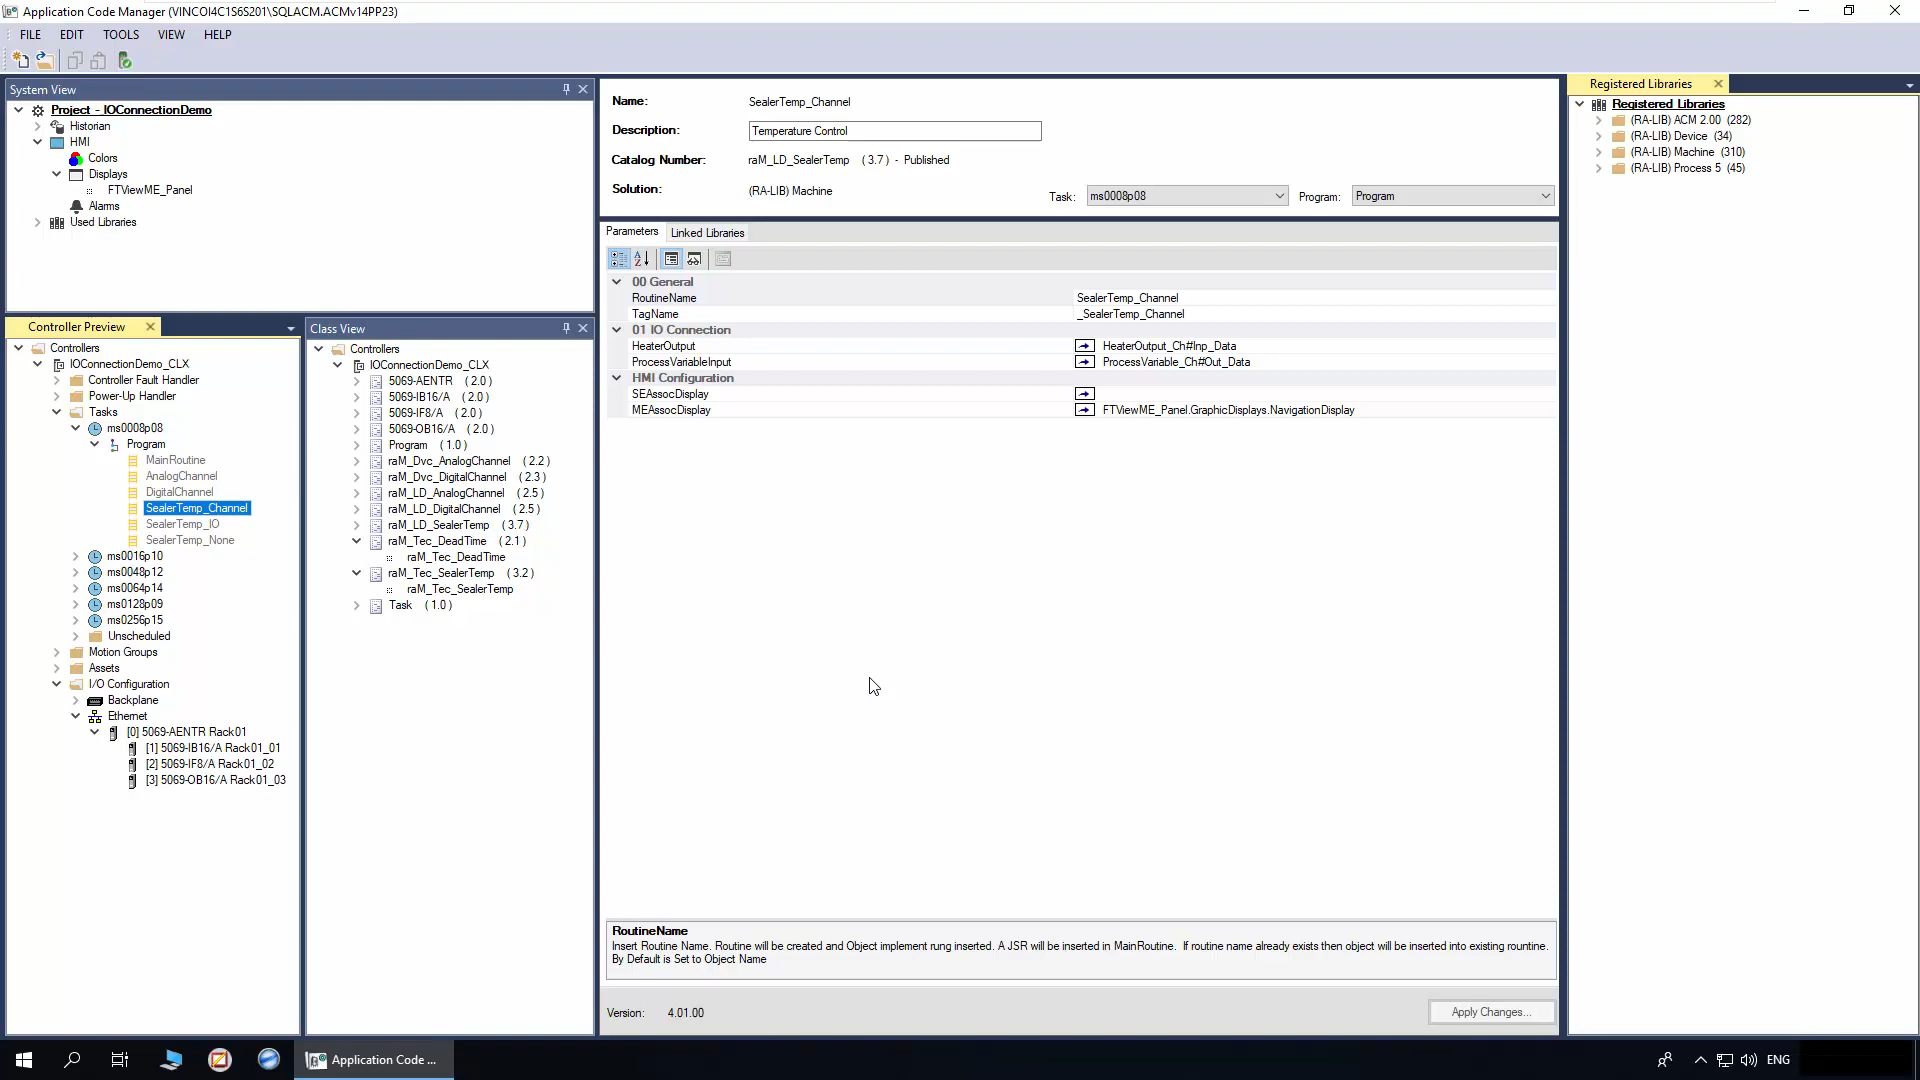 Application Code Manager (VINCOI4C1S6S201\SQLACM.ACMv14PP23)
FILE EDIT TOOLS VIEW HELP
System View
Project - IOConnectionDemo
Historian
HMI
Colors
Displays
FTViewME_Panel
Alarms
Used Libraries
Controller Preview
Controllers
IOConnectionDemo_CLX
Controller Fault Handler
Power-Up Handler
Tasks
ms0008p08
Program
MainRoutine
AnalogChannel
DigitalChannel
SealerTemp_Channel
SealerTemp_IO
SealerTemp_None
ms0016p10
ms0048p12
ms0064p14
ms0128p09
ms0256p15
Unscheduled
Motion Groups
Assets
I/O Configuration
Backplane
Ethernet
[0] 5069-AENTR Rack01
[1] 5069-IB16/A Rack01_01
[2] 5069-IF8/A Rack01_02
[3] 5069-OB16/A Rack01_03
Class View
Controllers
IOConnectionDemo_CLX
5069-AENTR (2.0)
5069-IB16/A (2.0)
5069-IF8/A (2.0)
5069-OB16/A (2.0)
Program (1.0)
raM_Dvc_AnalogChannel (2.2)
raM_Dvc_DigitalChannel (2.3)
raM_LD_AnalogChannel (2.5)
raM_LD_DigitalChannel (2.5)
raM_LD_SealerTemp (3.7)
raM_Tec_DeadTime (2.1)
raM_Tec_DeadTime
raM_Tec_SealerTemp (3.2)
raM_Tec_SealerTemp
Task (1.0)
Name: SealerTemp_Channel
Description: Temperature Control
Catalog Number: raM_LD_SealerTemp (3.7) - Published
Solution: (RA-LIB) Machine
Task: ms0008p08 Program: Program
Parameters Linked Libraries
00 General
RoutineName SealerTemp_Channel
TagName _SealerTemp_Channel
01 IO Connection
HeaterOutput HeaterOutput_Ch#Inp_Data
ProcessVariableInput ProcessVariable_Ch#Out_Data
HMI Configuration
SEAssocDisplay
MEAssocDisplay FTViewME_Panel.GraphicDisplays.NavigationDisplay
RoutineName
Insert Routine Name. Routine will be created and Object implement rung inserted. A JSR will be inserted in MainRoutine. If routine name already exists then object will be inserted into existing rountine.
By Default is Set to Object Name
Version: 4.01.00
Apply Changes...
Registered Libraries
Registered Libraries
(RA-LIB) ACM 2.00 (282)
(RA-LIB) Device (34)
(RA-LIB) Machine (310)
(RA-LIB) Process 5 (45)
Application Code ...
ENG